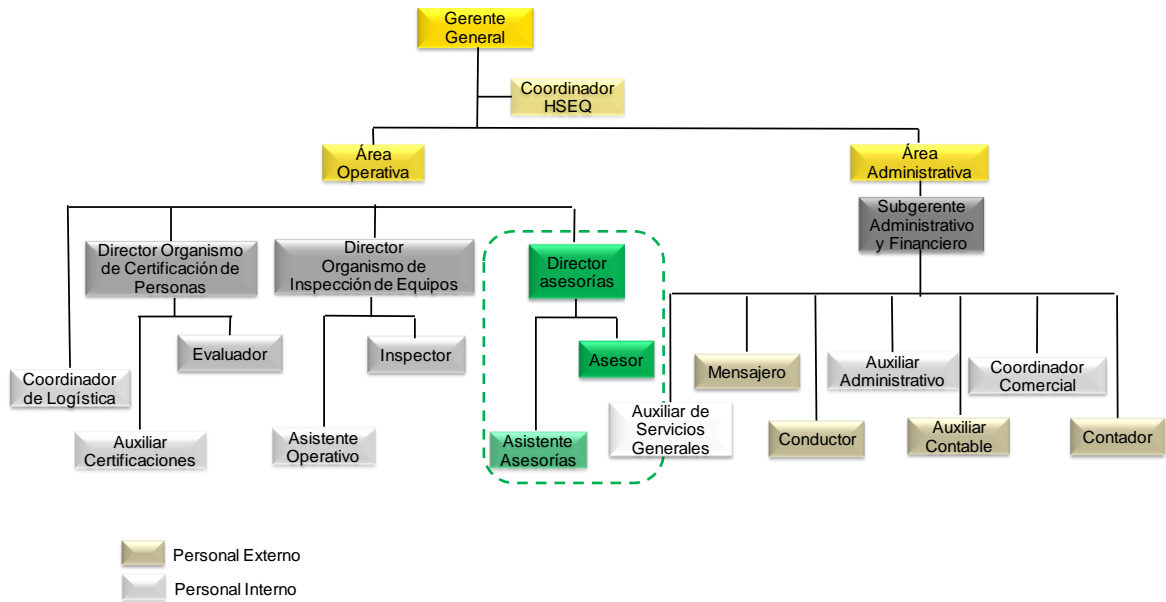 Gerente
General
Coordinador
HSEQ
Área
Operativa
Área
Administrativa
Subgerente
Administrativo
y Financiero
Director Organismo
de Certificación de
Personas
Director
Organismo de
Inspección de Equipos
Director
asesorías
Evaluador
Inspector
Asesor
Mensajero
Auxiliar
Administrativo
Coordinador
Comercial
Coordinador
de Logística
Auxiliar
Certificaciones
Asistente
Operativo
Asistente
Asesorías
Auxiliar de
Servicios
Generales
Conductor
Auxiliar
Contable
Contador
Personal Externo
Personal Interno